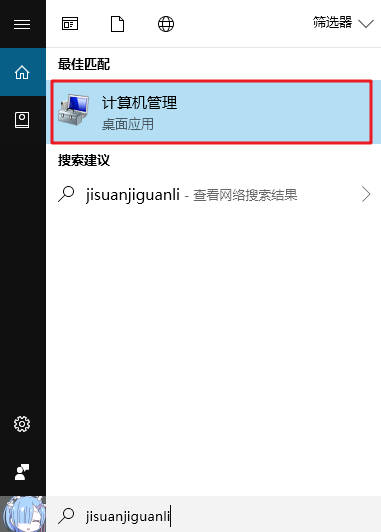 筛选器
最佳匹配
计算机管理
桌面应用
搜索建议
jisuanjiguanli - 查看网络搜索结果
jisuanjiguanli